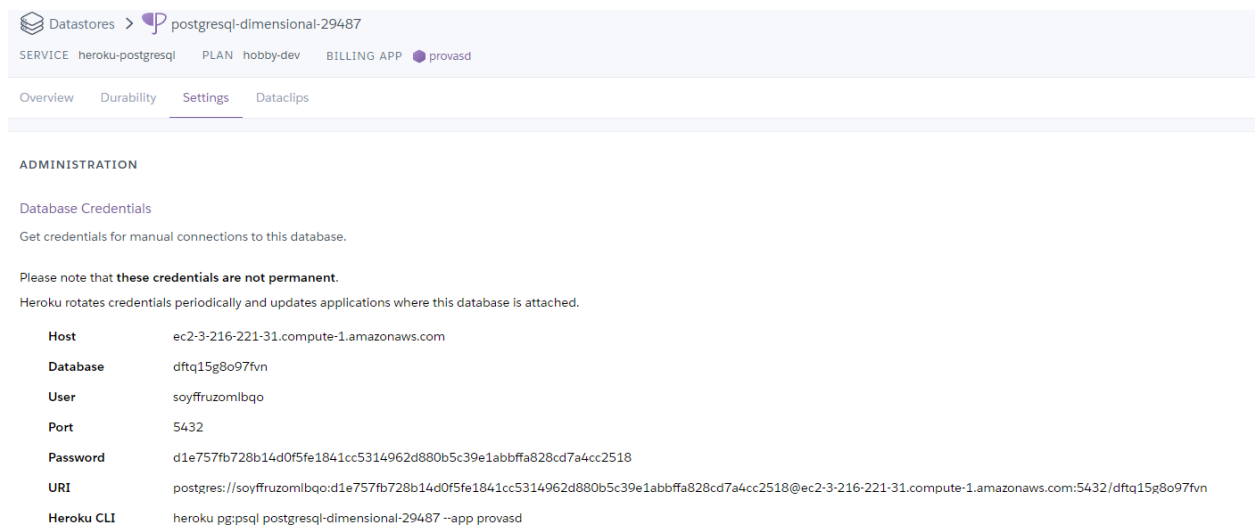 Datastores > postgresql-dimensional-29487
SERVICE heroku-postgresql PLAN hobby-dev BILLING APP provasd
Overview Durability Settings Dataclips
ADMINISTRATION
Database Credentials
Get credentials for manual connections to this database.
Please note that these credentials are not permanent.
Heroku rotates credentials periodically and updates applications where this database is attached.
Host ec2-3-216-221-31.compute-1.amazonaws.com
Database dftq15g8o97fvn
User soyffruzomlbqo
Port 5432
Password d1e757fb728b14d0f5fe1841cc5314962d880b5c39e1abbffa828cd7a4cc2518
URI postgres://soyffruzomlbqo:d1e757fb728b14d0f5fe1841cc5314962d880b5c39e1abbffa828cd7a4cc2518@ec2-3-216-221-31.compute-1.amazonaws.com:5432/dftq15g8o97fvn
Heroku CLI heroku pg:psql postgresql-dimensional-29487 --app provasd